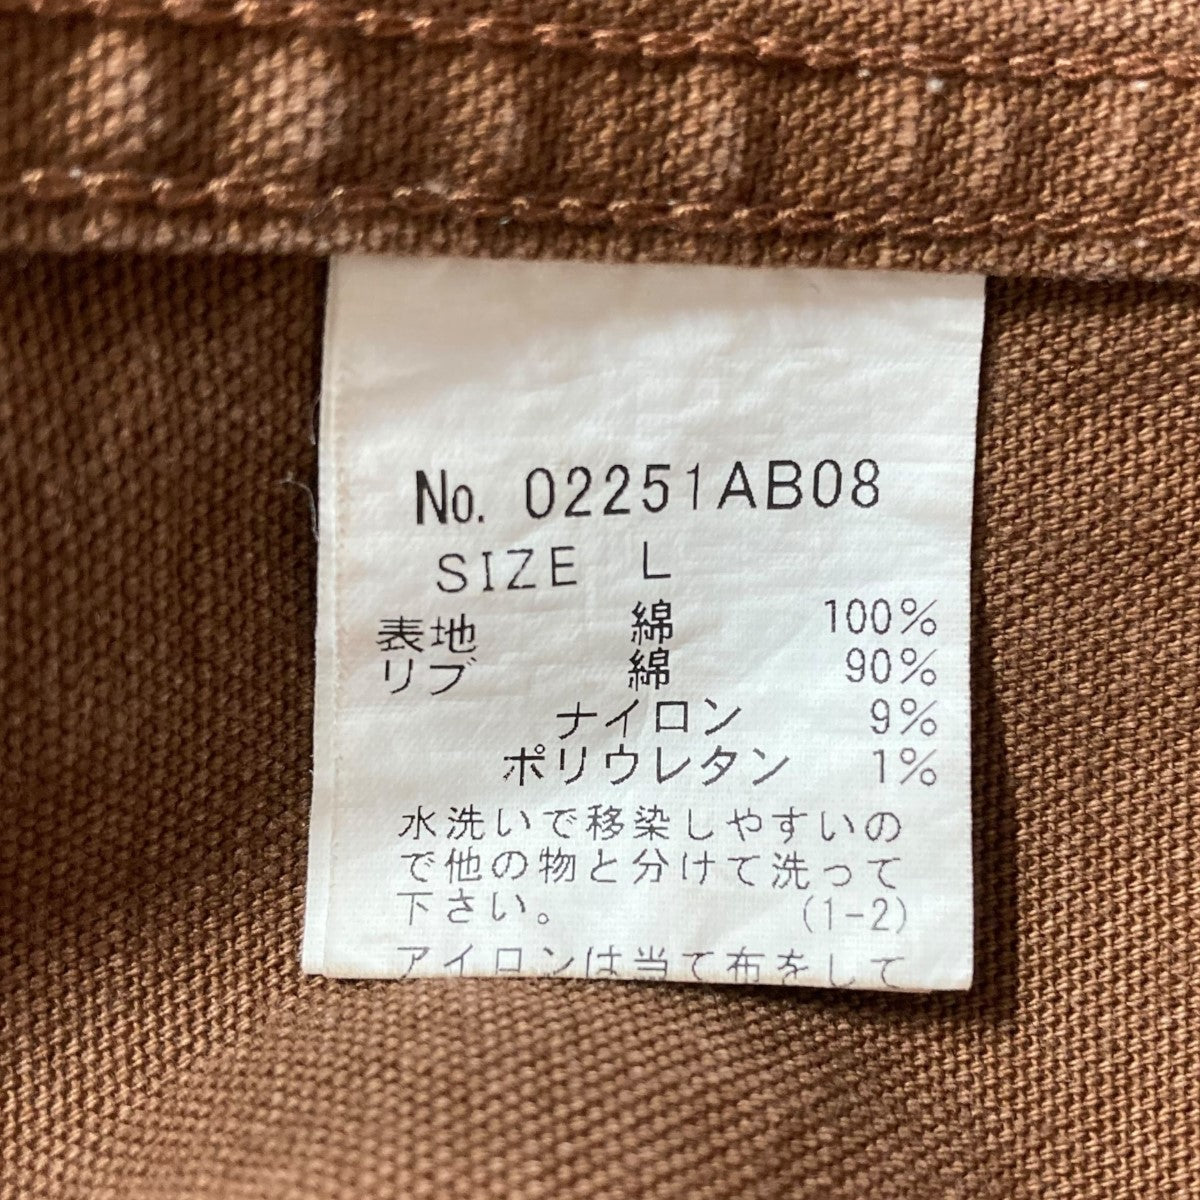 No. 02251AB08
SIZE L
表地 綿 100%
リブ 綿 90%
ナイロン 9%
ポリウレタン 1%
水洗いで移染しやすいの
で他の物と分けて洗って
下さい。 (1-2)
アイロンは当て布をして